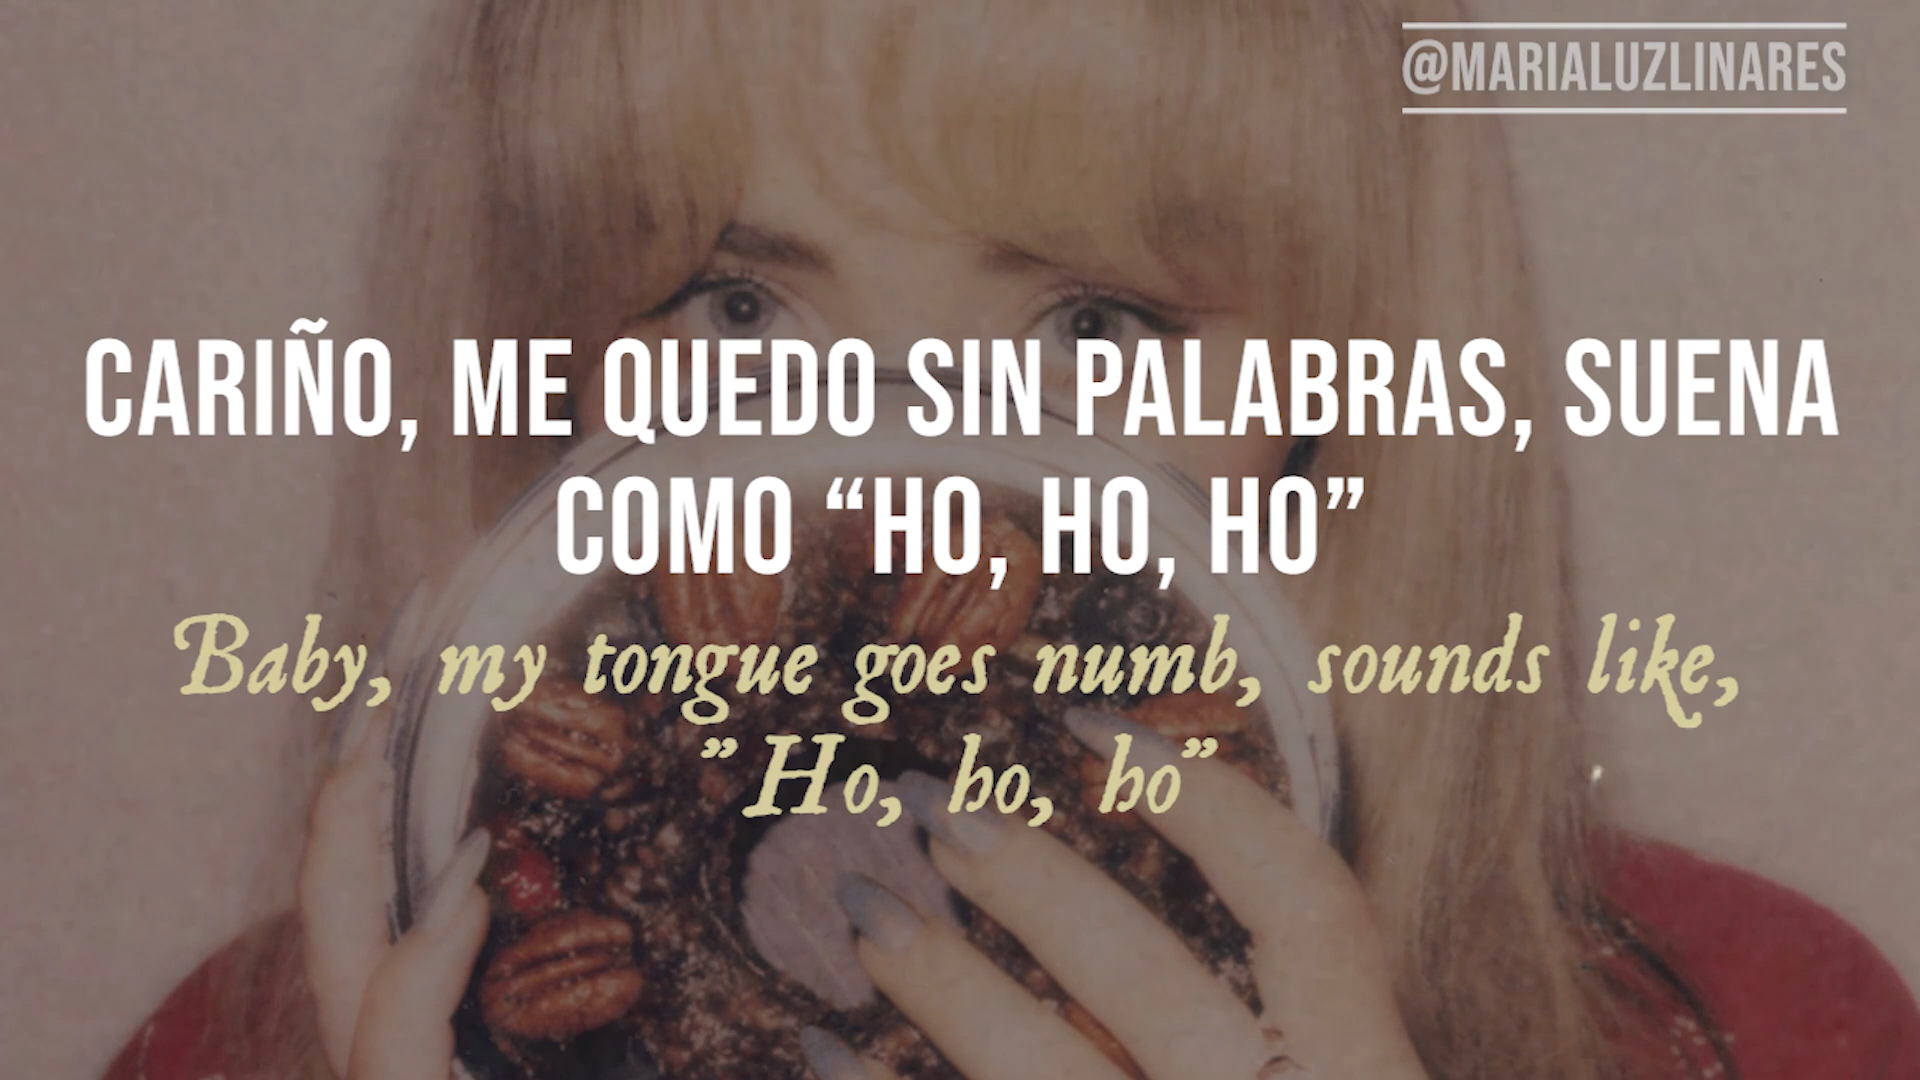 @MARIALUZLINARES
CARIÑO, ME QUEDO SIN PALABRAS, SUENA
COMO “HO, HO, HO”
Baby, my tongue goes numb, sounds like,
”Ho, ho, ho”